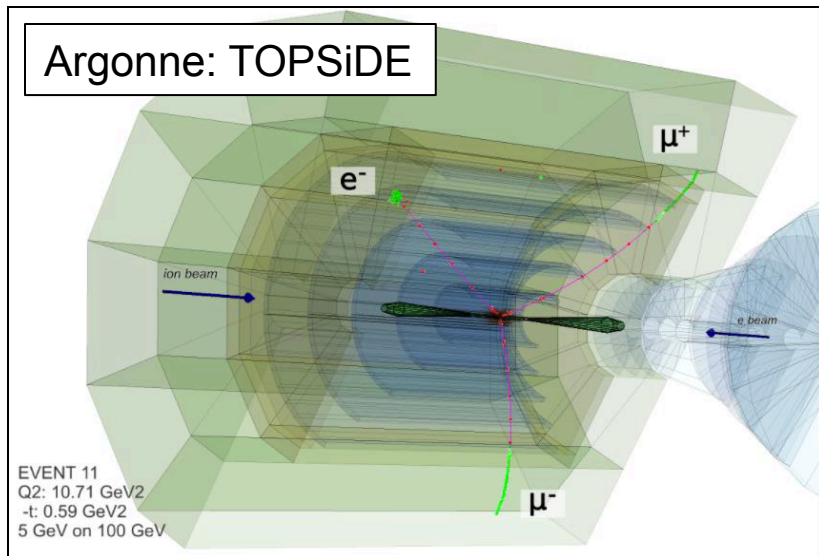 Argonne: TOPSiDE
μ+
e-
ion beam
e beam
EVENT 11
Q2: 10.71 GeV2
-t: 0.59 GeV2
5 GeV on 100 GeV
μ-